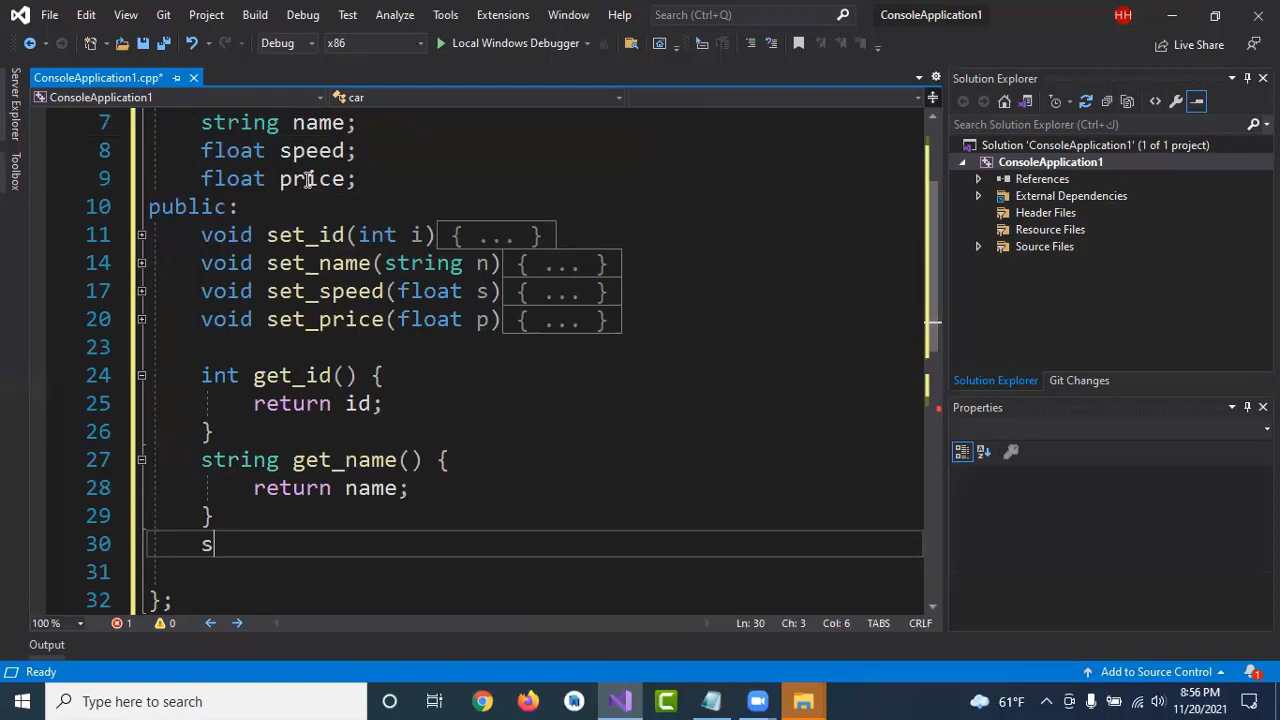 File Edit View Git Project Build Debug Test Analyze Tools Extensions Window Help Search (Ctrl+Q) ConsoleApplication1 HH
Debug x86 Local Windows Debugger Live Share
Server Explorer
Toolbox
ConsoleApplication1.cpp*
ConsoleApplication1 car
7 string name;
8 float speed;
9 float price;
10 public:
11 void set_id(int i) { ... }
14 void set_name(string n) { ... }
17 void set_speed(float s) { ... }
20 void set_price(float p) { ... }
23
24 int get_id() {
25 return id;
26 }
27 string get_name() {
28 return name;
29 }
30 s
31
32 };
100 % 1 0 Ln: 30 Ch: 3 Col: 6 TABS CRLF
Output
Solution Explorer
Search Solution Explorer (Ctrl+ك)
Solution 'ConsoleApplication1' (1 of 1 project)
ConsoleApplication1
References
External Dependencies
Header Files
Resource Files
Source Files
Solution Explorer Git Changes
Properties
Ready Add to Source Control 1
Type here to search 61°F 8:56 PM
11/20/2021